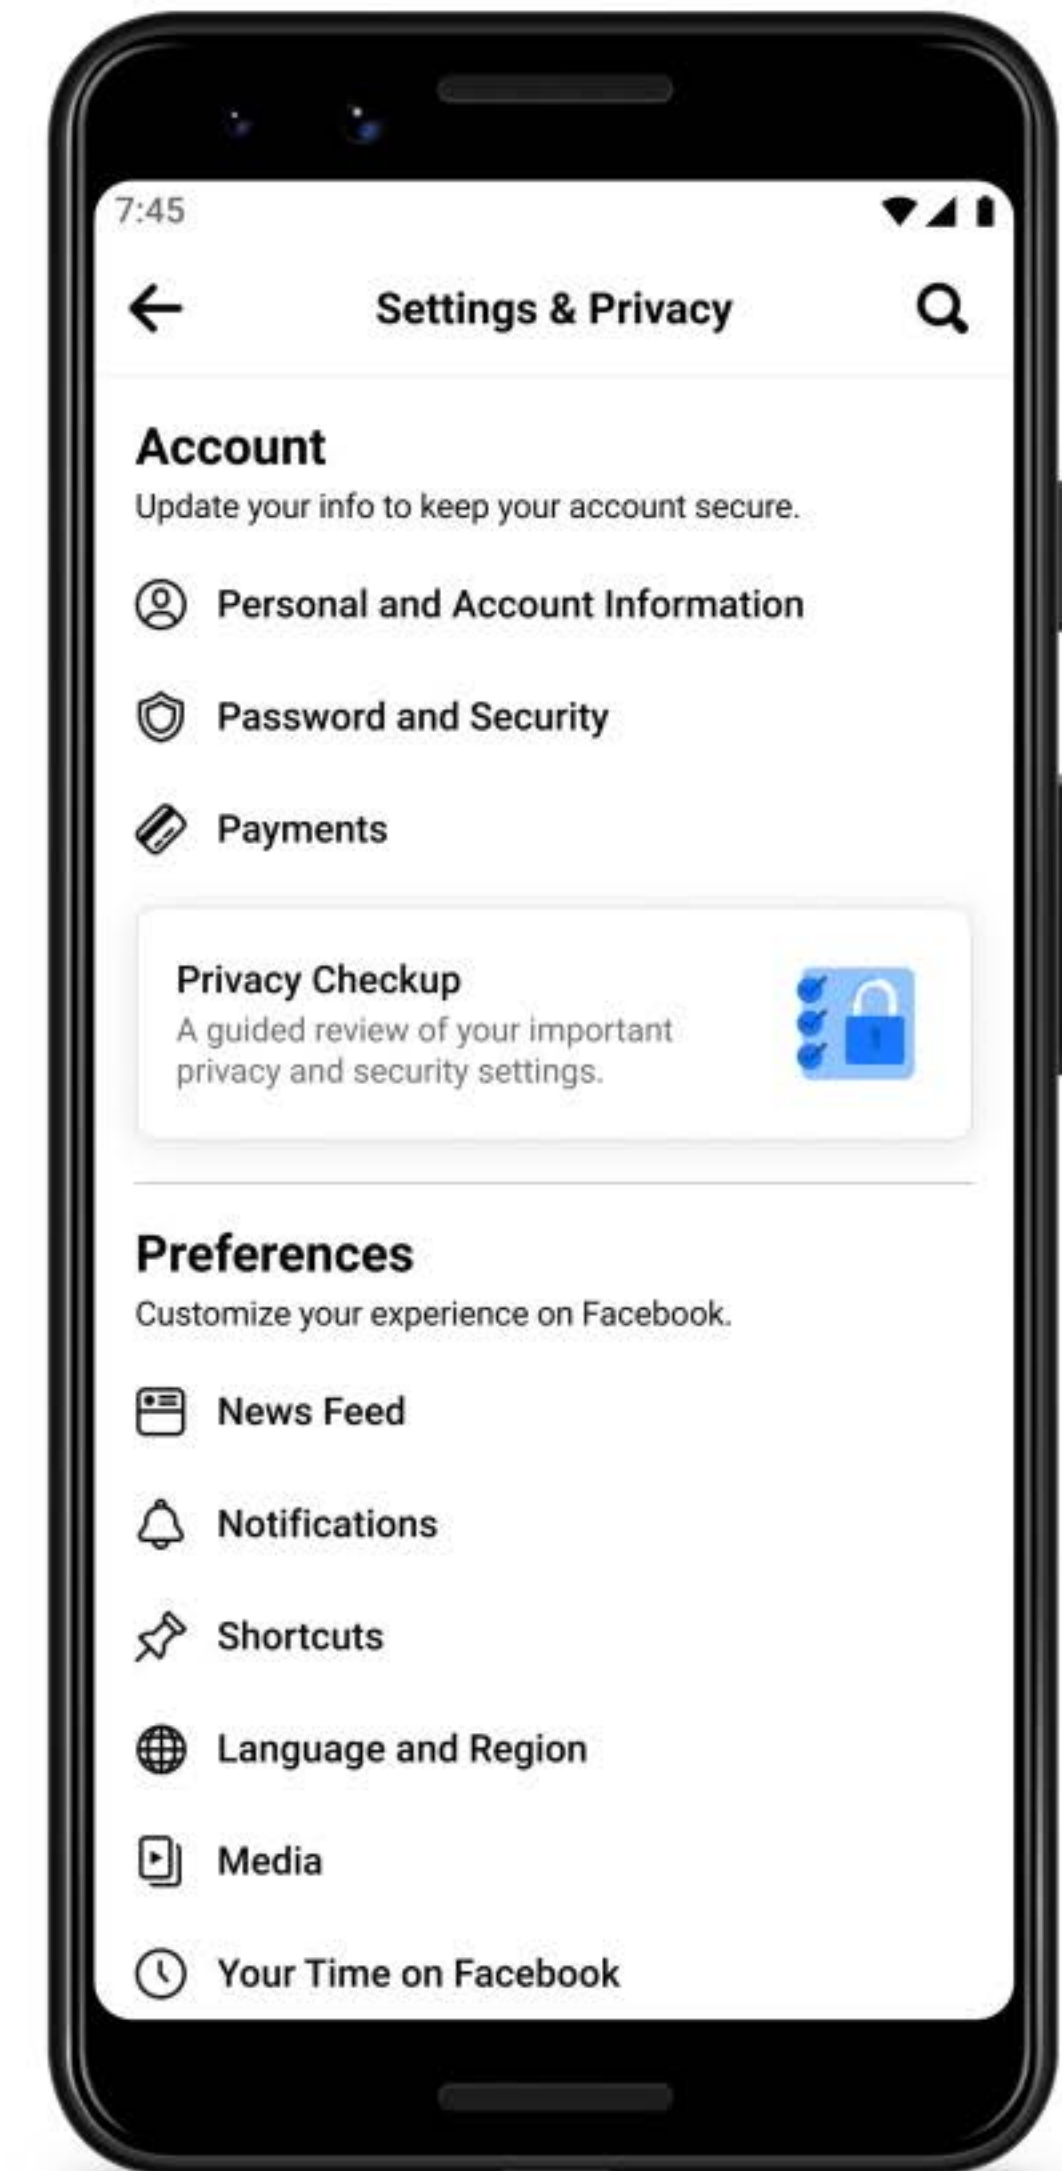 7:45
Settings & Privacy
Account
Update your info to keep your account secure.
Personal and Account Information
Password and Security
Payments
Privacy Checkup
A guided review of your important
privacy and security settings.
Preferences
Customize your experience on Facebook.
News Feed
Notifications
Shortcuts
Language and Region
Media
Your Time on Facebook